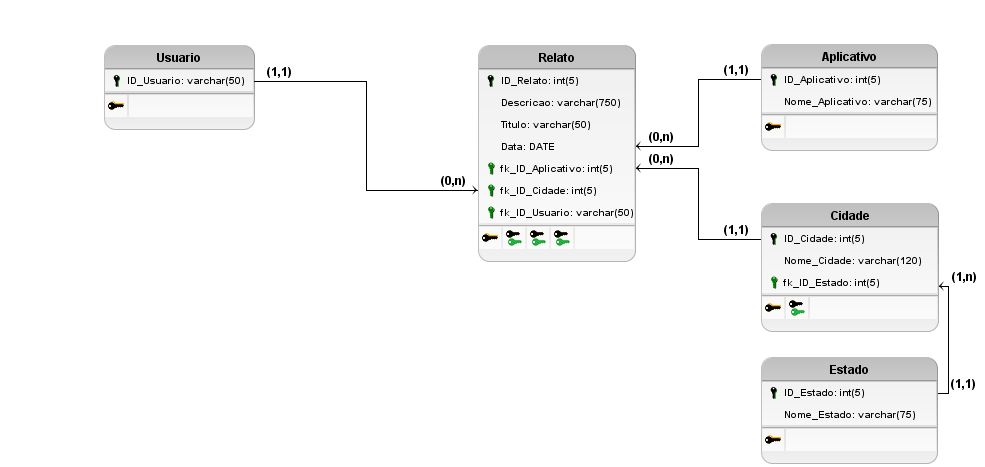 Usuario
ID_Usuario: varchar(50)
(1,1)
(0,n)
Relato
ID_Relato: int(5)
Descricao: varchar(750)
Titulo: varchar(50)
Data: DATE
fk_ID_Aplicativo: int(5)
fk_ID_Cidade: int(5)
fk_ID_Usuario: varchar(50)
(0,n)
(0,n)
(1,1)
(1,1)
Aplicativo
ID_Aplicativo: int(5)
Nome_Aplicativo: varchar(75)
Cidade
ID_Cidade: int(5)
Nome_Cidade: varchar(120)
fk_ID_Estado: int(5)
(1,n)
(1,1)
Estado
ID_Estado: int(5)
Nome_Estado: varchar(75)